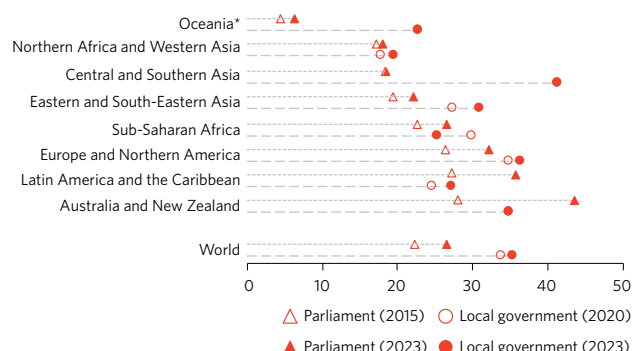 Oceania*
Northern Africa and Western Asia
Central and Southern Asia
Eastern and South-Eastern Asia
Sub-Saharan Africa
Europe and Northern America
Latin America and the Caribbean
Australia and New Zealand
World
0 10 20 30 40 50
Parliament (2015) Local government (2020)
Parliament (2023) Local government (2023)